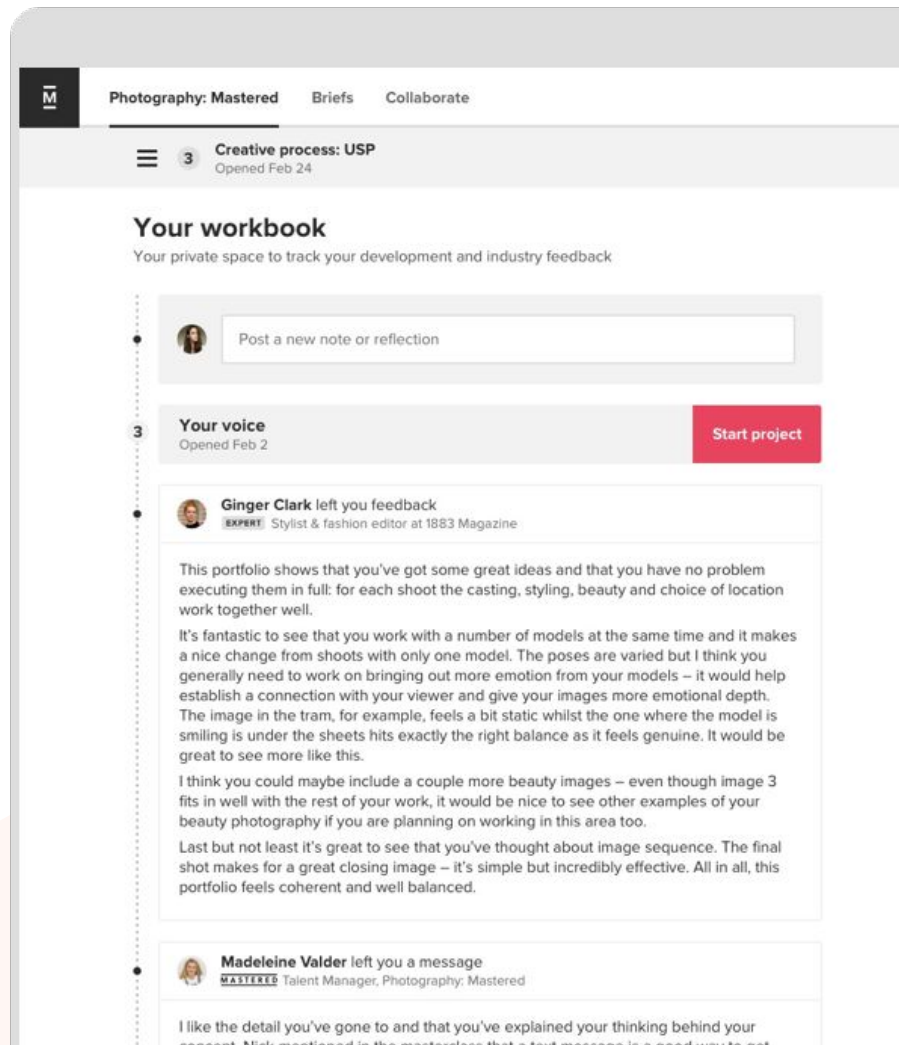 M
Photography: Mastered Briefs Collaborate
3 Creative process: USP
Opened Feb 24
Your workbook
Your private space to track your development and industry feedback
Post a new note or reflection
3 Your voice
Opened Feb 2
Start project
Ginger Clark left you feedback
EXPERT Stylist & fashion editor at 1883 Magazine
This portfolio shows that you've got some great ideas and that you have no problem
executing them in full: for each shoot the casting, styling, beauty and choice of location
work together well.
It's fantastic to see that you work with a number of models at the same time and it makes
a nice change from shoots with only one model. The poses are varied but I think you
generally need to work on bringing out more emotion from your models – it would help
establish a connection with your viewer and give your images more emotional depth.
The image in the tram, for example, feels a bit static whilst the one where the model is
smiling is under the sheets hits exactly the right balance as it feels genuine. It would be
great to see more like this.
I think you could maybe include a couple more beauty images – even though image 3
fits in well with the rest of your work, it would be nice to see other examples of your
beauty photography if you are planning on working in this area too.
Last but not least it's great to see that you've thought about image sequence. The final
shot makes for a great closing image – it's simple but incredibly effective. All in all, this
portfolio feels coherent and well balanced.
Madeleine Valder left you a message
MASTERED Talent Manager, Photography: Mastered
I like the detail you've gone to and that you've explained your thinking behind your
concept. Nick mentioned in the masterclass that a text message is a good way to get